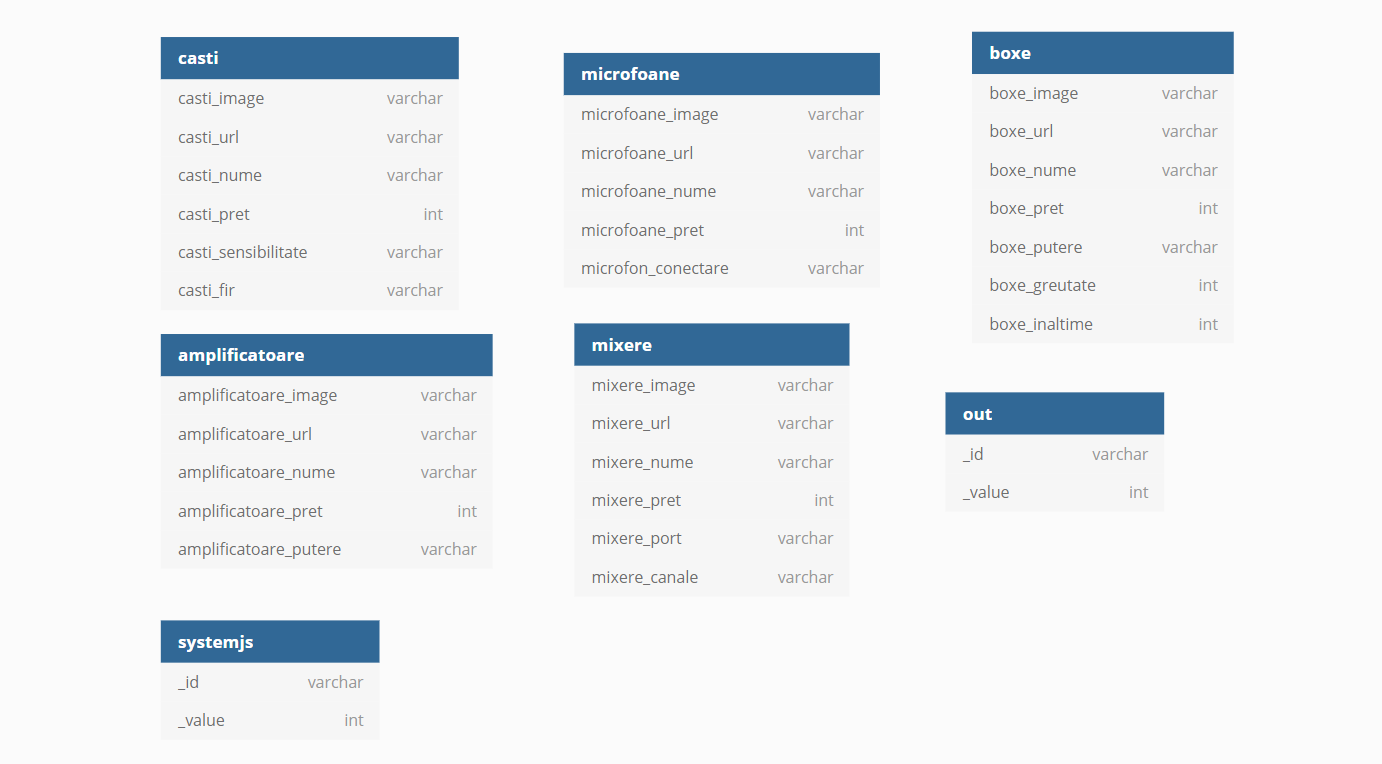 casti
casti_image varchar
casti_url varchar
casti_nume varchar
casti_pret int
casti_sensibilitate varchar
casti_fir varchar
microfoane
microfoane_image varchar
microfoane_url varchar
microfoane_nume varchar
microfoane_pret int
microfon_conectare varchar
boxe
boxe_image varchar
boxe_url varchar
boxe_nume varchar
boxe_pret int
boxe_putere varchar
boxe_greutate int
boxe_inaltime int
amplificatoare
amplificatoare_image varchar
amplificatoare_url varchar
amplificatoare_nume varchar
amplificatoare_pret int
amplificatoare_putere varchar
mixere
mixere_image varchar
mixere_url varchar
mixere_nume varchar
mixere_pret int
mixere_port varchar
mixere_canale varchar
out
_id varchar
_value int
systemjs
_id varchar
_value int